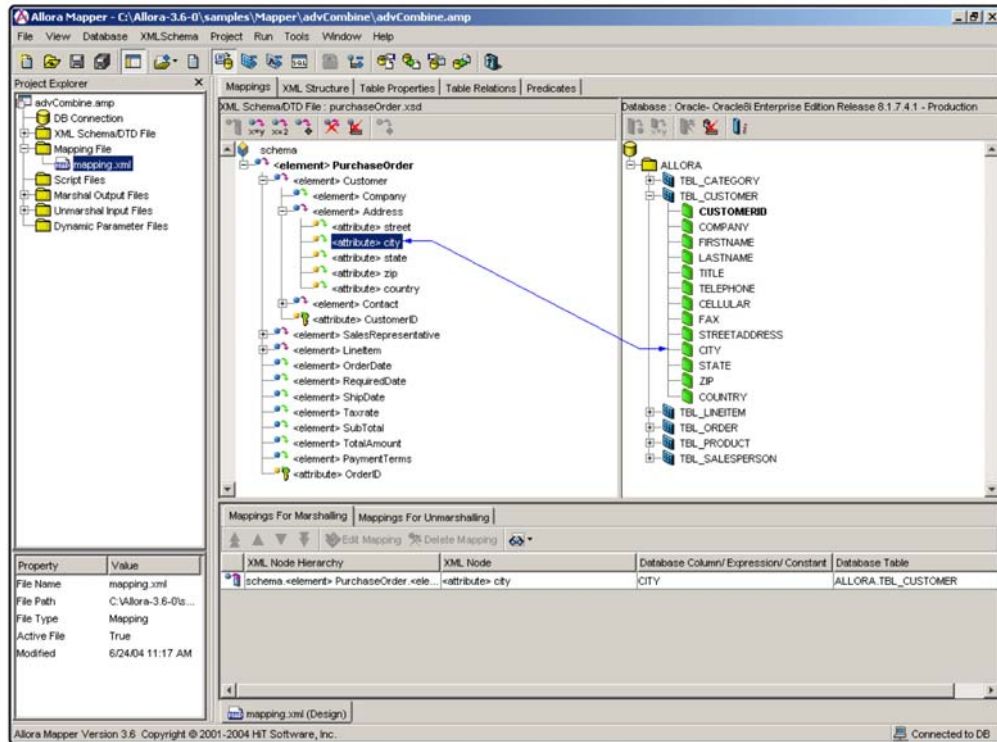 Allora Mapper - C:\Allora-3.6-0\samples\Mapper\advCombine\advCombine.amp
File View Database XMLSchema Project Run Tools Window Help
Project Explorer
advCombine.amp
DB Connection
XML Schema/DTD File
Mapping File
mapping.xml
Script Files
Marshal Output Files
Unmarshal Input Files
Dynamic Parameter Files
Property Value
File Name mapping.xml
File Path C:\Allora-3.6-0\s...
File Type Mapping
Active File True
Modified 6/24/04 11:17 AM
Mappings XML Structure Table Properties Table Relations Predicates
XML Schema/DTD File : purchaseOrder.xsd
x=y x=2
schema
<element> PurchaseOrder
<element> Customer
<element> Company
<element> Address
<attribute> street
<attribute> city
<attribute> state
<attribute> zip
<attribute> country
<element> Contact
<attribute> CustomerID
<element> SalesRepresentative
<element> LineItem
<element> OrderDate
<element> RequiredDate
<element> ShipDate
<element> Taxrate
<element> SubTotal
<element> TotalAmount
<element> PaymentTerms
<attribute> OrderID
Database : Oracle- Oracle8i Enterprise Edition Release 8.1.7.4.1 - Production
ALLORA
TBL_CATEGORY
TBL_CUSTOMER
CUSTOMERID
COMPANY
FIRSTNAME
LASTNAME
TITLE
TELEPHONE
CELLULAR
FAX
STREETADDRESS
CITY
STATE
ZIP
COUNTRY
TBL_LINEITEM
TBL_ORDER
TBL_PRODUCT
TBL_SALESPERSON
Mappings For Marshalling Mappings For Unmarshalling
Edit Mapping Delete Mapping
XML Node Hierarchy XML Node Database Column/ Expression/ Constant Database Table
schema.<element> PurchaseOrder.<ele... <attribute> city CITY ALLORA.TBL_CUSTOMER
mapping.xml (Design)
Allora Mapper Version 3.6 Copyright © 2001-2004 HiT Software, Inc. Connected to DB